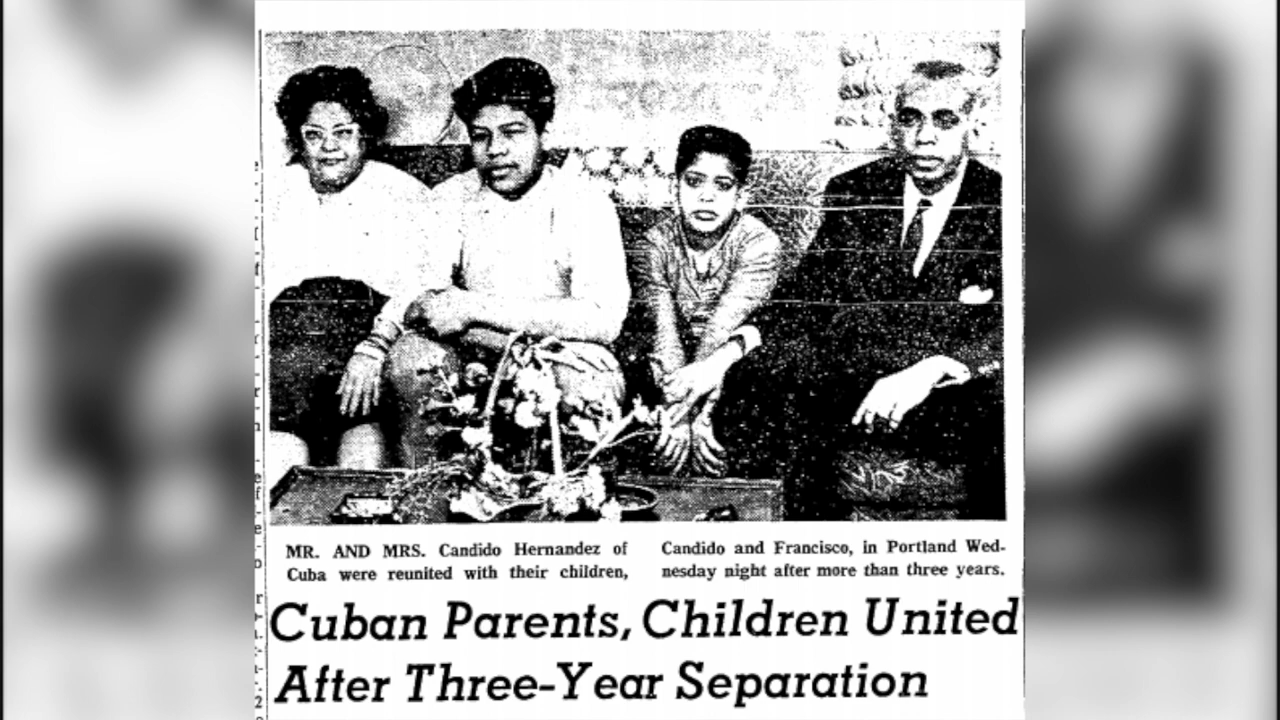 MR. AND MRS. Candido Hernandez of
Cuba were reunited with their children,
Candido and Francisco, in Portland Wed-
nesday night after more than three years.
Cuban Parents, Children United
After Three-Year Separation